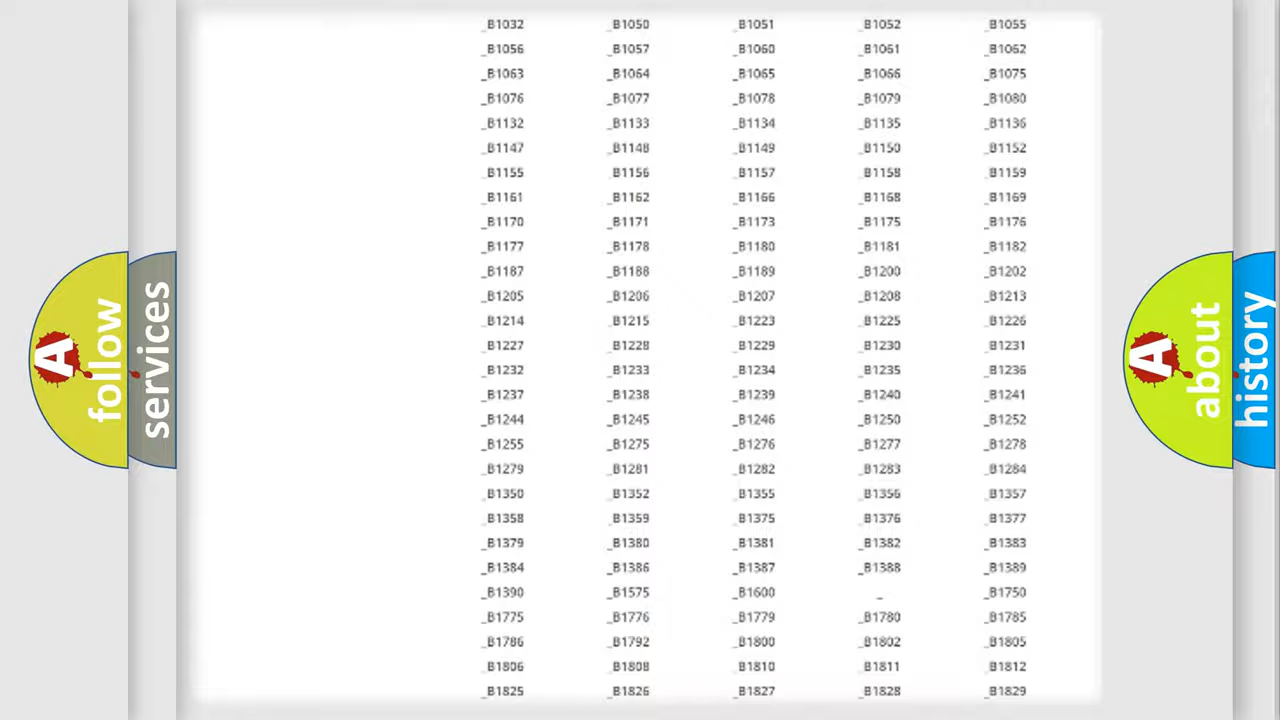 _B1032 _B1050 _B1051 _B1052 _B1055
_B1056 _B1057 _B1060 _B1061 _B1062
_B1063 _B1064 _B1065 _B1066 _B1075
_B1076 _B1077 _B1078 _B1079 _B1080
_B1132 _B1133 _B1134 _B1135 _B1136
_B1147 _B1148 _B1149 _B1150 _B1152
_B1155 _B1156 _B1157 _B1158 _B1159
_B1161 _B1162 _B1166 _B1168 _B1169
_B1170 _B1171 _B1173 _B1175 _B1176
_B1177 _B1178 _B1180 _B1181 _B1182
_B1187 _B1188 _B1189 _B1200 _B1202
_B1205 _B1206 _B1207 _B1208 _B1213
_B1214 _B1215 _B1223 _B1225 _B1226
_B1227 _B1228 _B1229 _B1230 _B1231
_B1232 _B1233 _B1234 _B1235 _B1236
_B1237 _B1238 _B1239 _B1240 _B1241
_B1244 _B1245 _B1246 _B1250 _B1252
_B1255 _B1275 _B1276 _B1277 _B1278
_B1279 _B1281 _B1282 _B1283 _B1284
_B1350 _B1352 _B1355 _B1356 _B1357
_B1358 _B1359 _B1375 _B1376 _B1377
_B1379 _B1380 _B1381 _B1382 _B1383
_B1384 _B1386 _B1387 _B1388 _B1389
_B1390 _B1575 _B1600 _ _B1750
_B1775 _B1776 _B1779 _B1780 _B1785
_B1786 _B1792 _B1800 _B1802 _B1805
_B1806 _B1808 _B1810 _B1811 _B1812
_B1825 _B1826 _B1827 _B1828 _B1829
A
follow
services
A
about
history